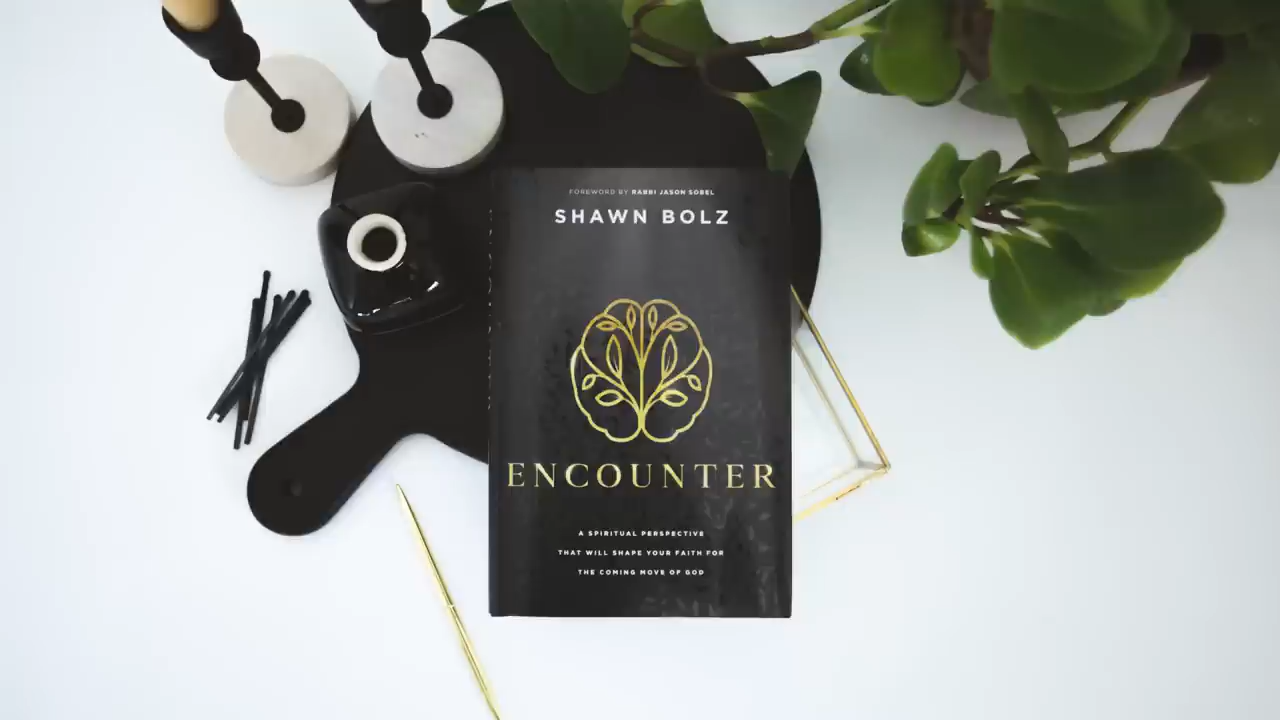 FOREWORD BY RABBI JASON SOBEL
SHAWN BOLZ
ENCOUNTER
A SPIRITUAL PERSPECTIVE
THAT WILL SHAPE YOUR FAITH FOR
THE COMING MOVE OF GOD